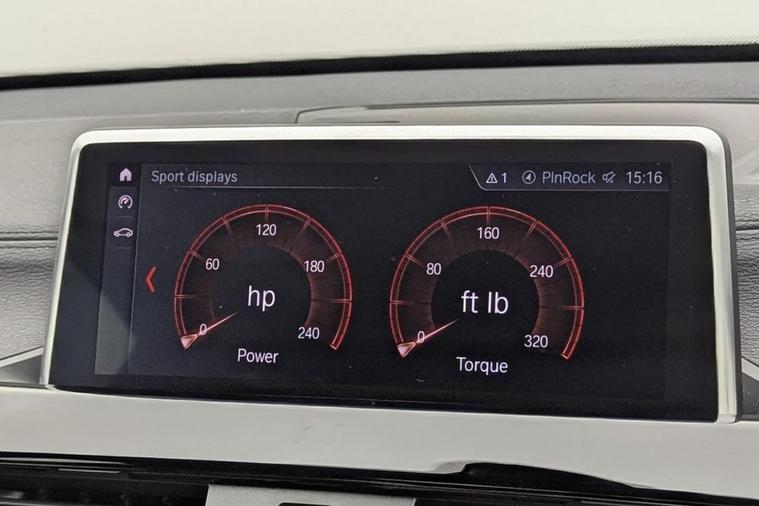 Sport displays
1 PlnRock 15:16
0 60 120 180 240
hp
Power
0 80 160 240 320
ft lb
Torque